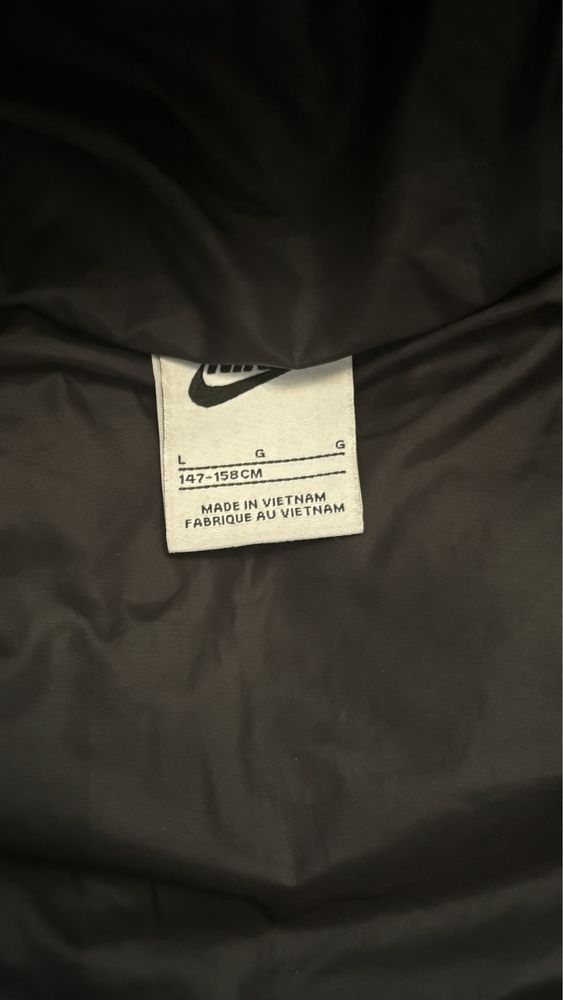 L G G
147-158CM
MADE IN VIETNAM
FABRIQUE AU VIETNAM